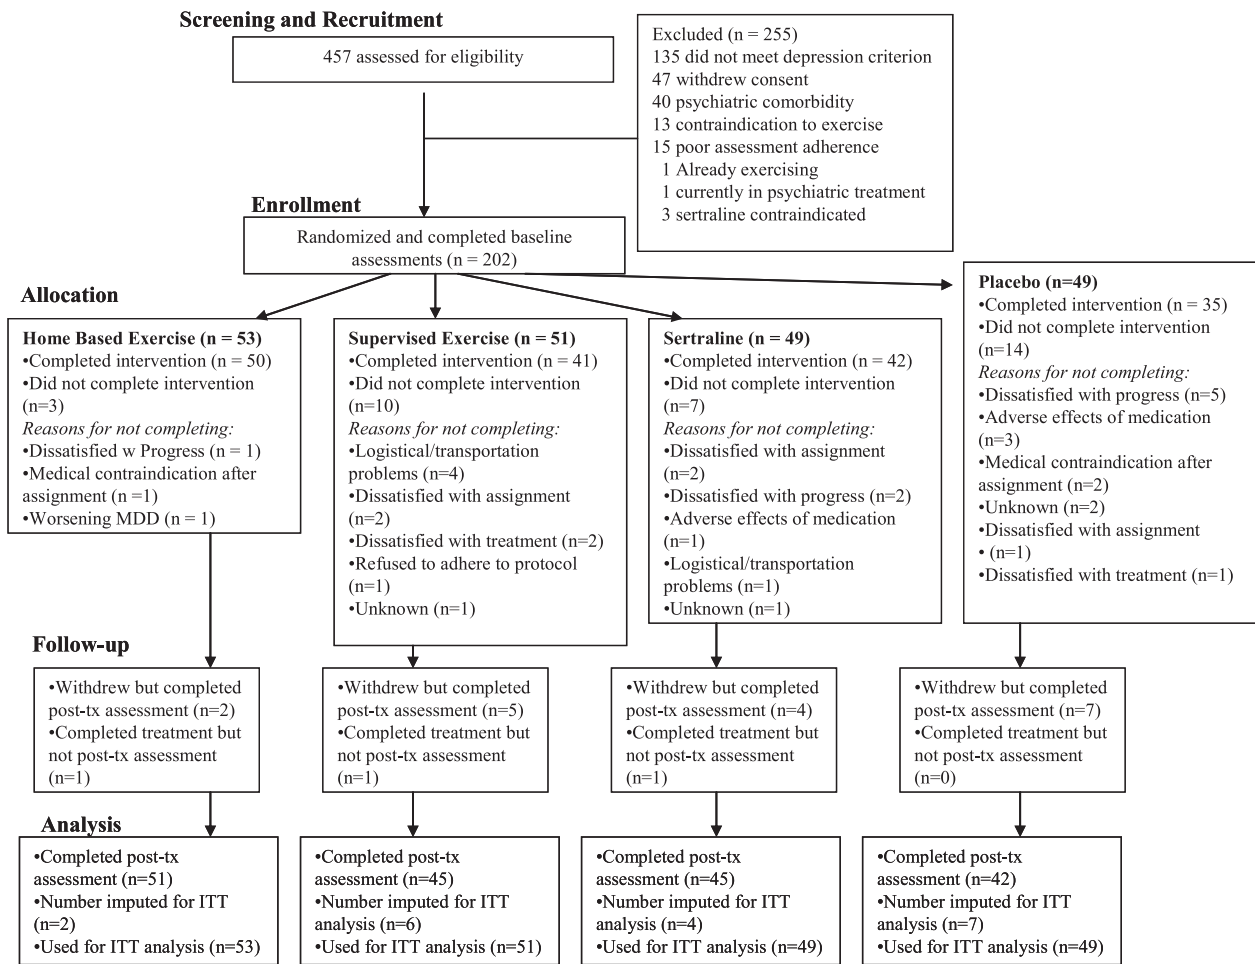 Screening and Recruitment
457 assessed for eligibility
Excluded (n = 255)
135 did not meet depression criterion
47 withdrew consent
40 psychiatric comorbidity
13 contraindication to exercise
15 poor assessment adherence
1 Already exercising
1 currently in psychiatric treatment
3 sertraline contraindicated
Enrollment
Randomized and completed baseline
assessments (n = 202)
Allocation
Home Based Exercise (n = 53)
•Completed intervention (n = 50)
•Did not complete intervention
(n=3)
Reasons for not completing:
•Dissatisfied w Progress (n = 1)
•Medical contraindication after
assignment (n =1)
•Worsening MDD (n = 1)
Supervised Exercise (n = 51)
•Completed intervention (n = 41)
•Did not complete intervention
(n=10)
Reasons for not completing:
•Logistical/transportation
problems (n=4)
•Dissatisfied with assignment
(n=2)
•Dissatisfied with treatment (n=2)
•Refused to adhere to protocol
(n=1)
•Unknown (n=1)
Sertraline (n = 49)
•Completed intervention (n = 42)
•Did not complete intervention
(n=7)
Reasons for not completing:
•Dissatisfied with assignment
(n=2)
•Dissatisfied with progress (n=2)
•Adverse effects of medication
(n=1)
•Logistical/transportation
problems (n=1)
•Unknown (n=1)
Placebo (n=49)
•Completed intervention (n = 35)
•Did not complete intervention
(n=14)
Reasons for not completing:
•Dissatisfied with progress (n=5)
•Adverse effects of medication
(n=3)
•Medical contraindication after
assignment (n=2)
•Unknown (n=2)
•Dissatisfied with assignment
• (n=1)
•Dissatisfied with treatment (n=1)
Follow-up
•Withdrew but completed
post-tx assessment (n=2)
•Completed treatment but
not post-tx assessment
(n=1)
•Withdrew but completed
post-tx assessment (n=5)
•Completed treatment but
not post-tx assessment
(n=1)
•Withdrew but completed
post-tx assessment (n=4)
•Completed treatment but
not post-tx assessment
(n=1)
•Withdrew but completed
post-tx assessment (n=7)
•Completed treatment but
not post-tx assessment
(n=0)
Analysis
•Completed post-tx
assessment (n=51)
•Number imputed for ITT
(n=2)
•Used for ITT analysis (n=53)
•Completed post-tx
assessment (n=45)
•Number imputed for ITT
analysis (n=6)
•Used for ITT analysis (n=51)
•Completed post-tx
assessment (n=45)
•Number imputed for ITT
analysis (n=4)
•Used for ITT analysis (n=49)
•Completed post-tx
assessment (n=42)
•Number imputed for ITT
analysis (n=7)
•Used for ITT analysis (n=49)